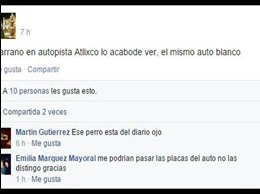 7 h
arrano en autopista Atlixco lo acabode ver, el mismo auto blanco
gusta · Compartir
A 10 personas les gusta esto.
Compartida 2 veces
Martin Gutierrez Ese perro esta del diario ojo
6 h · Me gusta
Emilia Marquez Mayoral me podrian pasar las placas del auto no las
distingo gracias
1 h · Me gusta